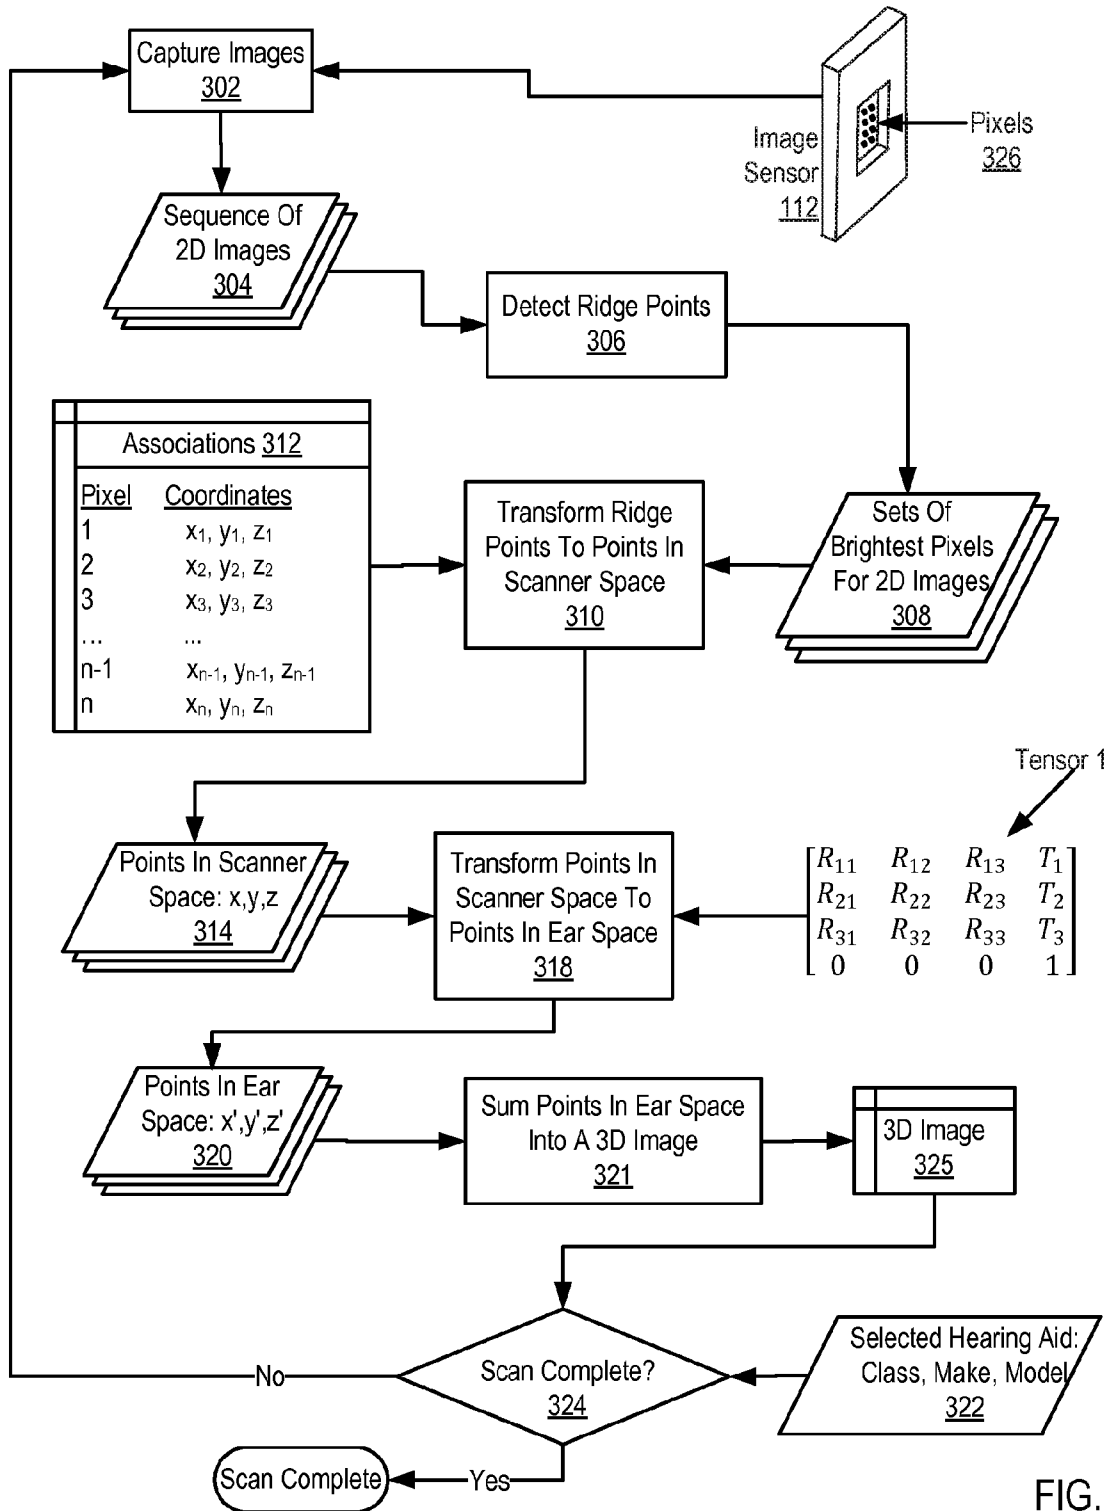 Capture Images
302
Image
Sensor
112
Pixels
326
Sequence Of
2D Images
304
Detect Ridge Points
306
Associations 312
Pixel Coordinates
1 x1, y1, z1
2 x2, y2, z2
3 x3, y3, z3
... ...
n-1 xn-1, yn-1, zn-1
n xn, yn, zn
Transform Ridge
Points To Points In
Scanner Space
310
Sets Of
Brightest Pixels
For 2D Images
308
Tensor 1
Points In Scanner
Space: x,y,z
314
Transform Points In
Scanner Space To
Points In Ear Space
318
R11 R12 R13 T1
R21 R22 R23 T2
R31 R32 R33 T3
0 0 0 1
Points In Ear
Space: x',y',z'
320
Sum Points In Ear Space
Into A 3D Image
321
3D Image
325
Scan Complete?
324
No
Selected Hearing Aid:
Class, Make, Model
322
Scan Complete
Yes
FIG.